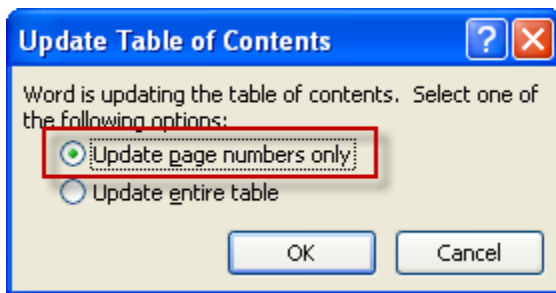 Update Table of Contents
Word is updating the table of contents. Select one of
the following options:
Update page numbers only
Update entire table
OK Cancel